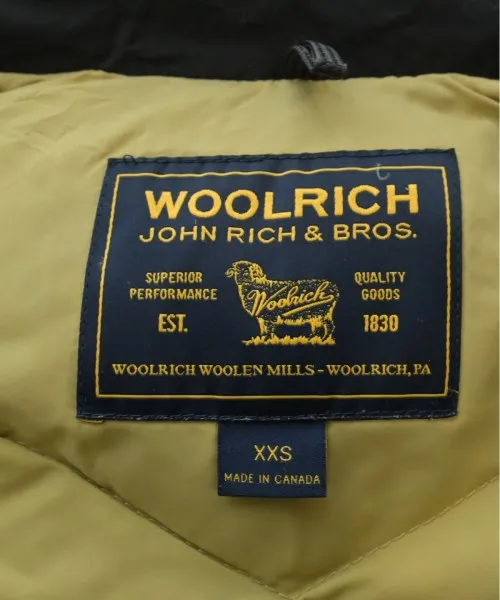 WOOLRICH
JOHN RICH & BROS.
SUPERIOR
PERFORMANCE
EST.
Woolrich
QUALITY
GOODS
1830
WOOLRICH WOOLEN MILLS - WOOLRICH, PA
XXS
MADE IN CANADA